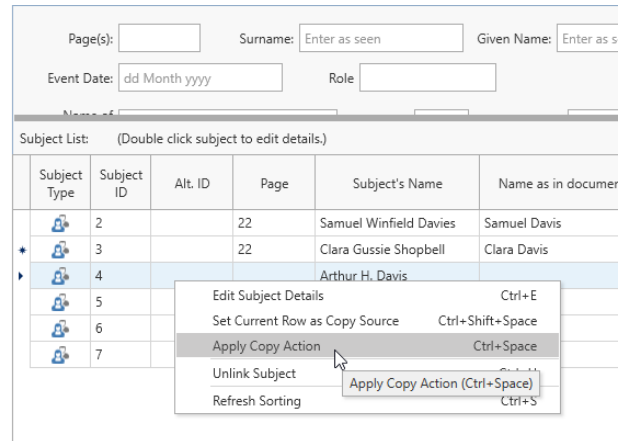 Page(s): Surname: Enter as seen Given Name: Enter as s
Event Date: dd Month yyyy Role
Subject List: (Double click subject to edit details.)
Subject Type Subject ID Alt. ID Page Subject's Name Name as in documen
2 22 Samuel Winfield Davies Samuel Davis
3 22 Clara Gussie Shopbell Clara Davis
4 Arthur H. Davis
5
6
7
Edit Subject Details Ctrl+E
Set Current Row as Copy Source Ctrl+Shift+Space
Apply Copy Action Ctrl+Space
Unlink Subject
Apply Copy Action (Ctrl+Space)
Refresh Sorting Ctrl+S